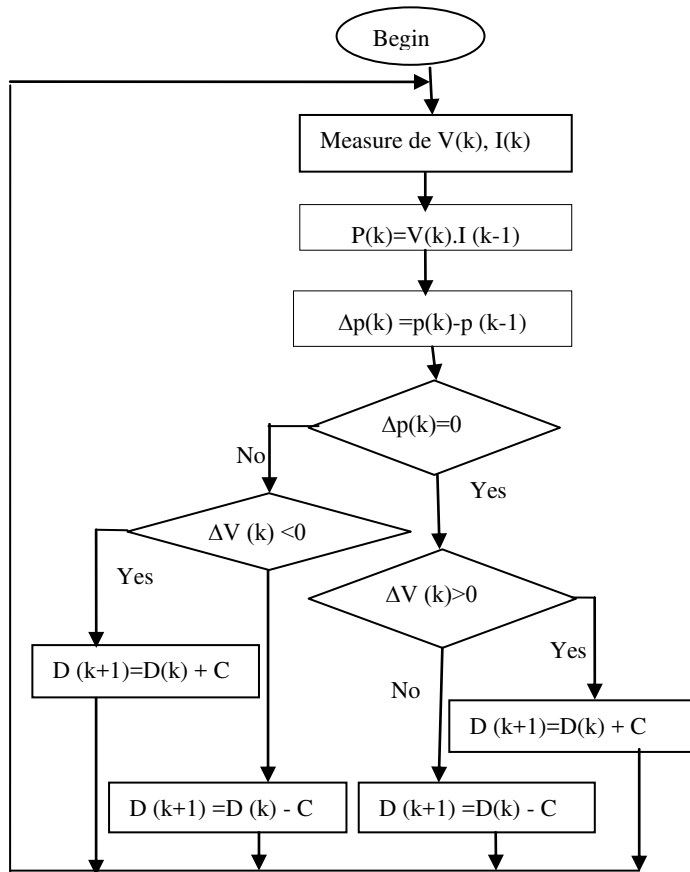 Begin
Measure de V(k), I(k)
P(k)=V(k).I (k-1)
Δp(k) =p(k)-p (k-1)
Δp(k)=0
No
Yes
ΔV (k) <0
ΔV (k)>0
Yes
Yes
No
D (k+1)=D(k) + C
D (k+1)=D(k) + C
D (k+1) =D (k) - C
D (k+1) =D(k) - C